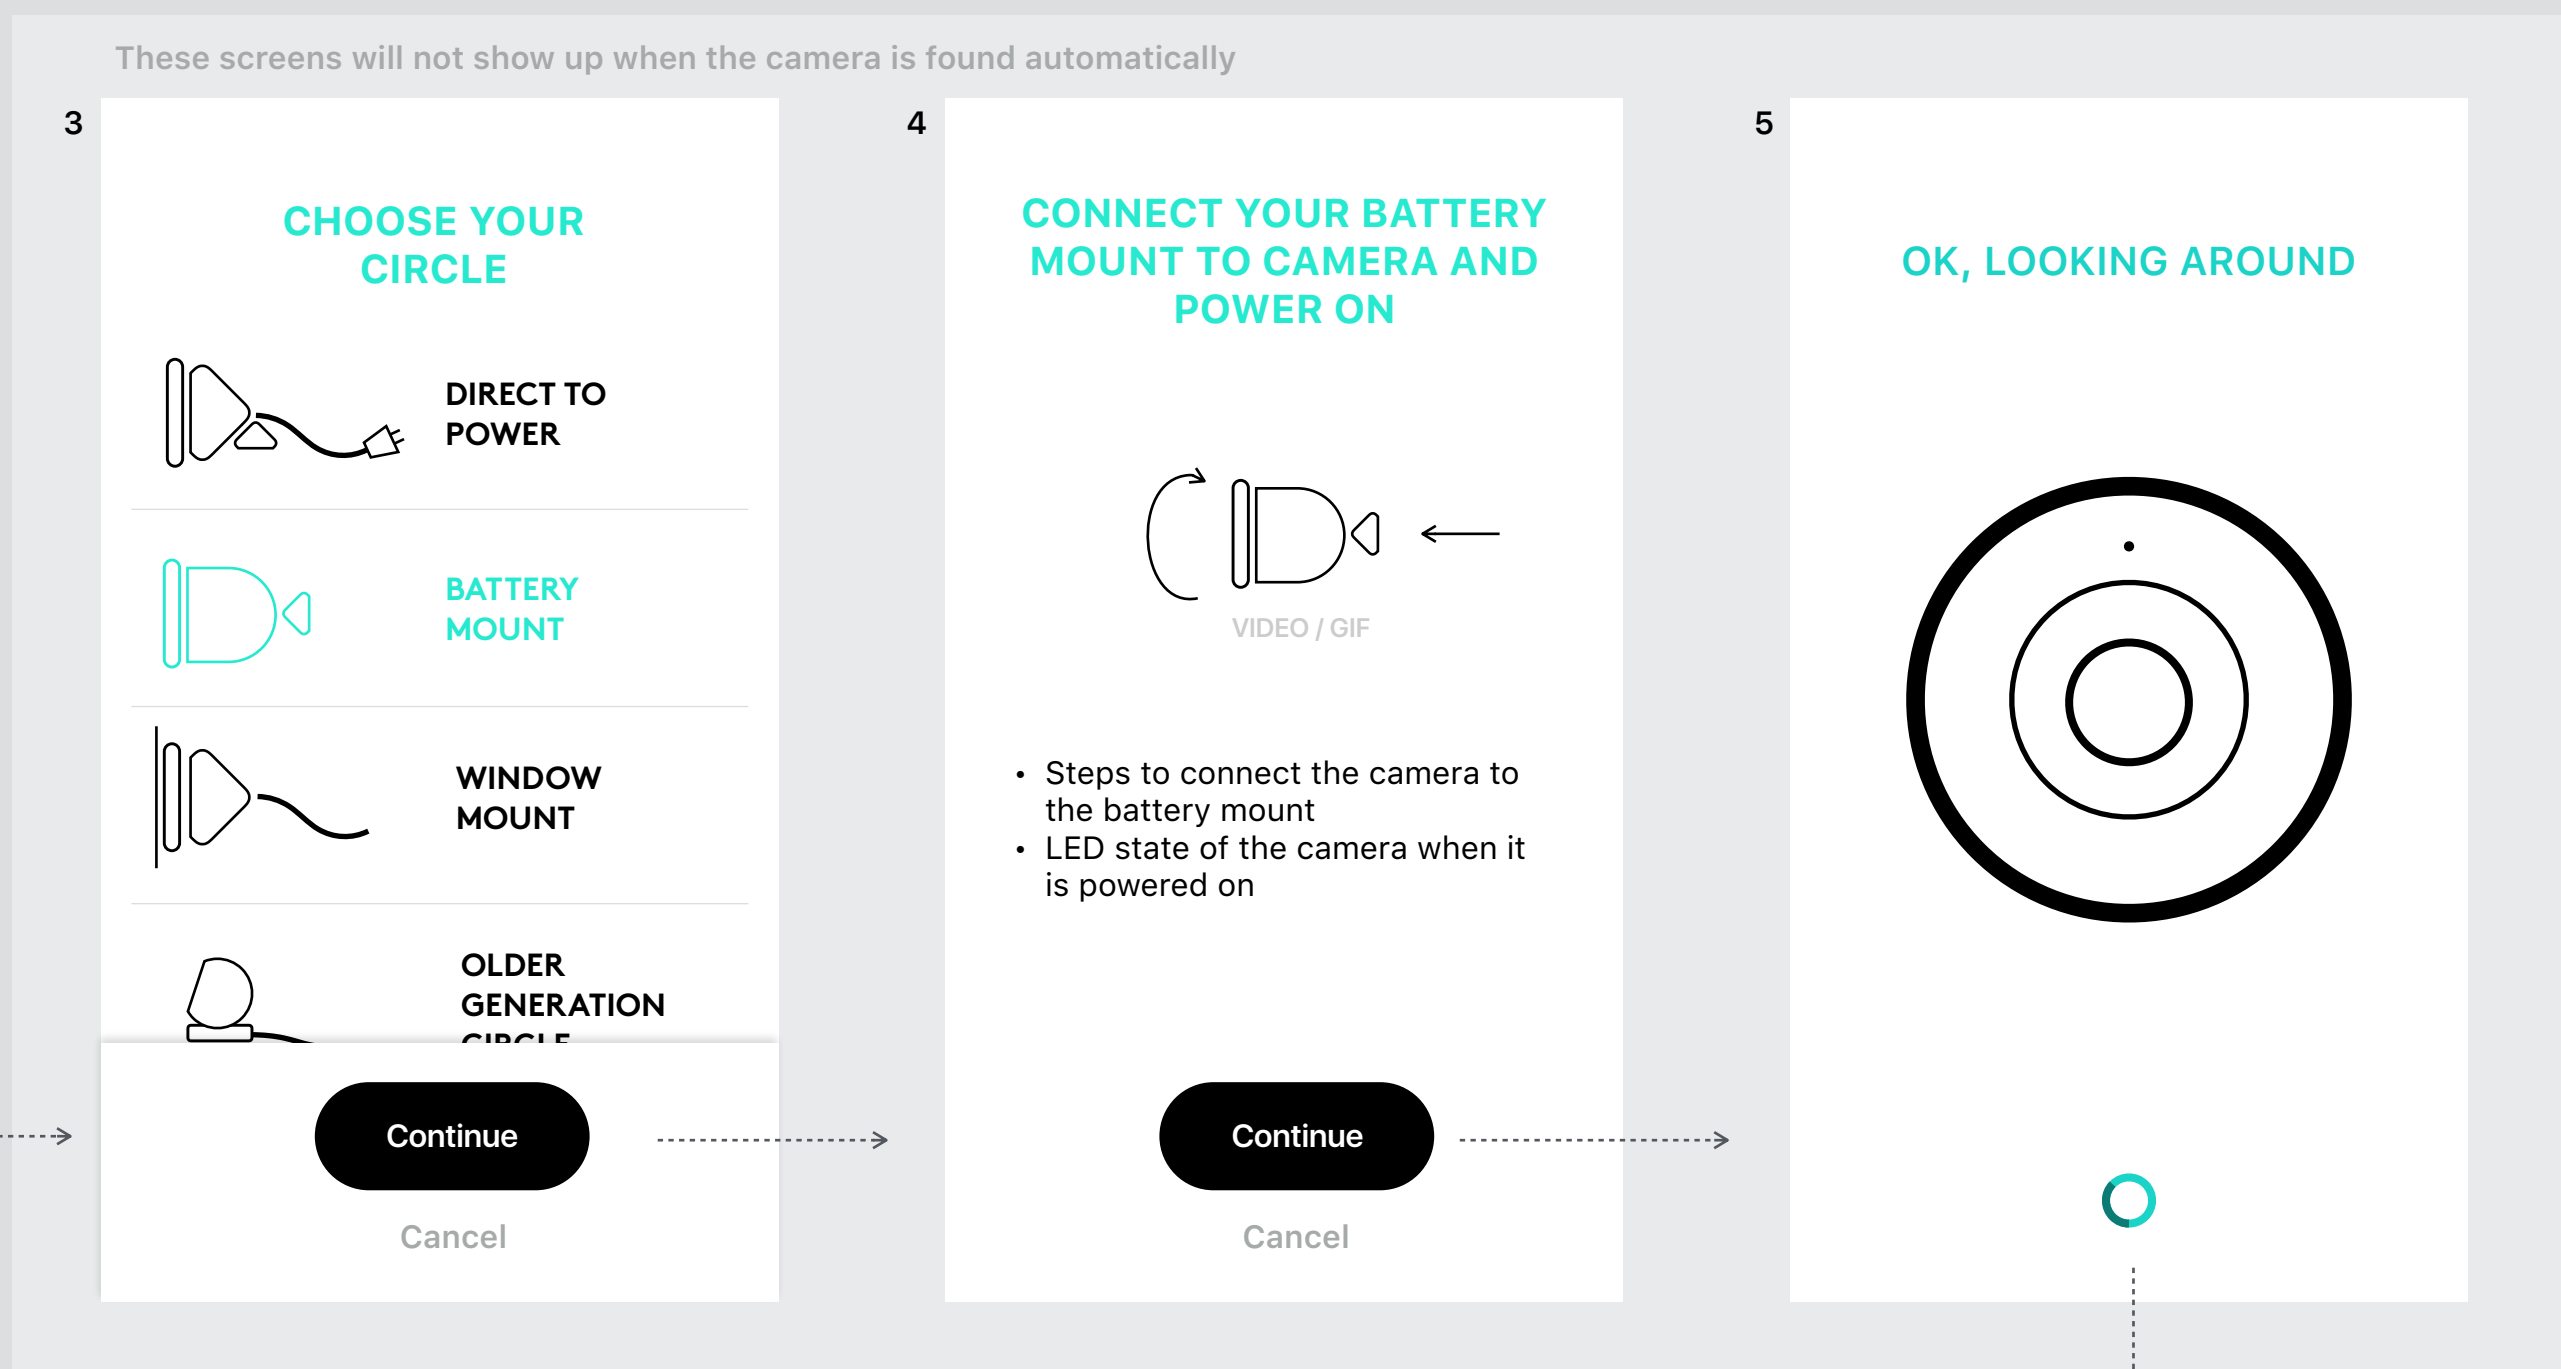 These screens will not show up when the camera is found automatically
3
CHOOSE YOUR
CIRCLE
DIRECT TO
POWER
BATTERY
MOUNT
WINDOW
MOUNT
OLDER
GENERATION
CIRCLE
Continue
Cancel
4
CONNECT YOUR BATTERY
MOUNT TO CAMERA AND
POWER ON
VIDEO / GIF
• Steps to connect the camera to
the battery mount
• LED state of the camera when it
is powered on
Continue
Cancel
5
OK, LOOKING AROUND